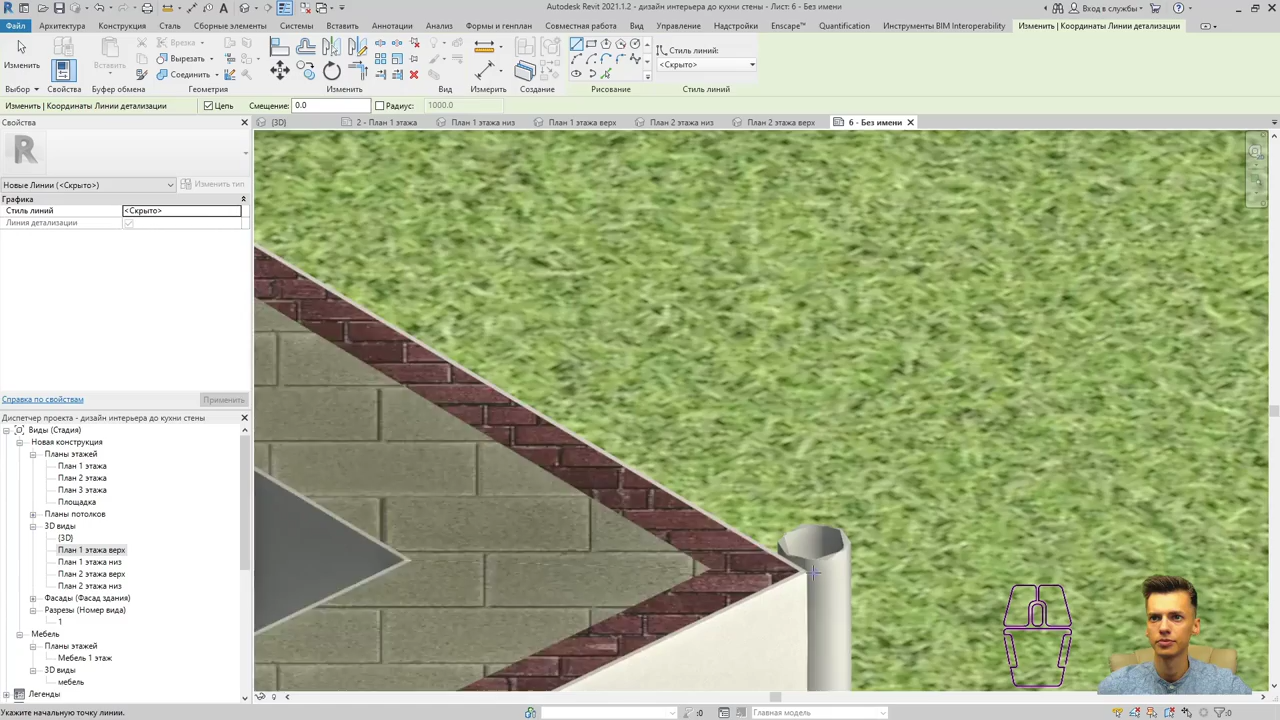 Autodesk Revit 2021.1.2 - дизайн интерьера до кухни стены - Лист: 6 - Без имени
Вход в службы
Файл Архитектура Конструкция Сталь Сборные элементы Системы Вставить Аннотации Анализ Формы и генплан Совместная работа Вид Управление Надстройки Enscape™ Quantification Инструменты BIM Interoperability Изменить | Координаты Линии детализации
Изменить
Свойства
Вставить
Врезка
Вырезать
Соединить
Стиль линий:
<Скрыто>
Выбор Свойства Буфер обмена Геометрия Изменить Вид Измерить Создание Рисование Стиль линий
Изменить | Координаты Линии детализации Цепь Смещение: 0.0 Радиус: 1000.0
Свойства
{3D} 2 - План 1 этажа План 1 этажа низ План 1 этажа верх План 2 этажа низ План 2 этажа верх 6 - Без имени
R
Новые Линии (<Скрыто>) Изменить тип
Графика
Стиль линий <Скрыто>
Линия детализации
Справка по свойствам Применить
Диспетчер проекта - дизайн интерьера до кухни стены
Виды (Стадия)
Новая конструкция
Планы этажей
План 1 этажа
План 2 этажа
План 3 этажа
Площадка
Планы потолков
3D виды
{3D}
План 1 этажа верх
План 1 этажа низ
План 2 этажа верх
План 2 этажа низ
Фасады (Фасад здания)
Разрезы (Номер вида)
1
Мебель
Планы этажей
Мебель 1 этаж
3D виды
мебель
Легенды
Укажите начальную точку линии. :0 Главная модель :0